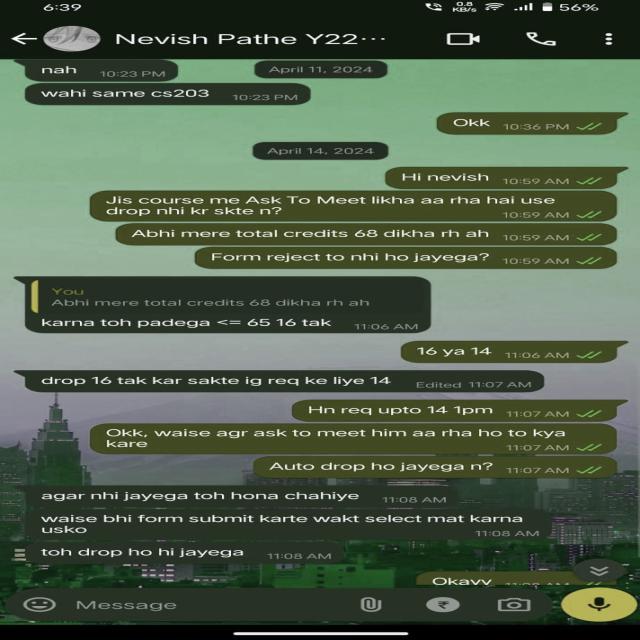 6:39
0.8
KB/s
56%
Nevish Pathe Y22...
nah 10:23 PM
April 11, 2024
wahi same cs203 10:23 PM
Okk 10:36 PM
April 14, 2024
Hi nevish 10:59 AM
Jis course me Ask To Meet likha aa rha hai use
drop nhi kr skte n? 10:59 AM
Abhi mere total credits 68 dikha rh ah 10:59 AM
Form reject to nhi ho jayega? 10:59 AM
You
Abhi mere total credits 68 dikha rh ah
karna toh padega <= 65 16 tak 11:06 AM
16 ya 14 11:06 AM
drop 16 tak kar sakte ig req ke liye 14 Edited 11:07 AM
Hn req upto 14 1pm 11:07 AM
Okk, waise agr ask to meet him aa rha ho to kya
kare 11:07 AM
Auto drop ho jayega n? 11:07 AM
agar nhi jayega toh hona chahiye 11:08 AM
waise bhi form submit karte wakt select mat karna
usko 11:08 AM
toh drop ho hi jayega 11:08 AM
Okayy 11:08 AM
Message